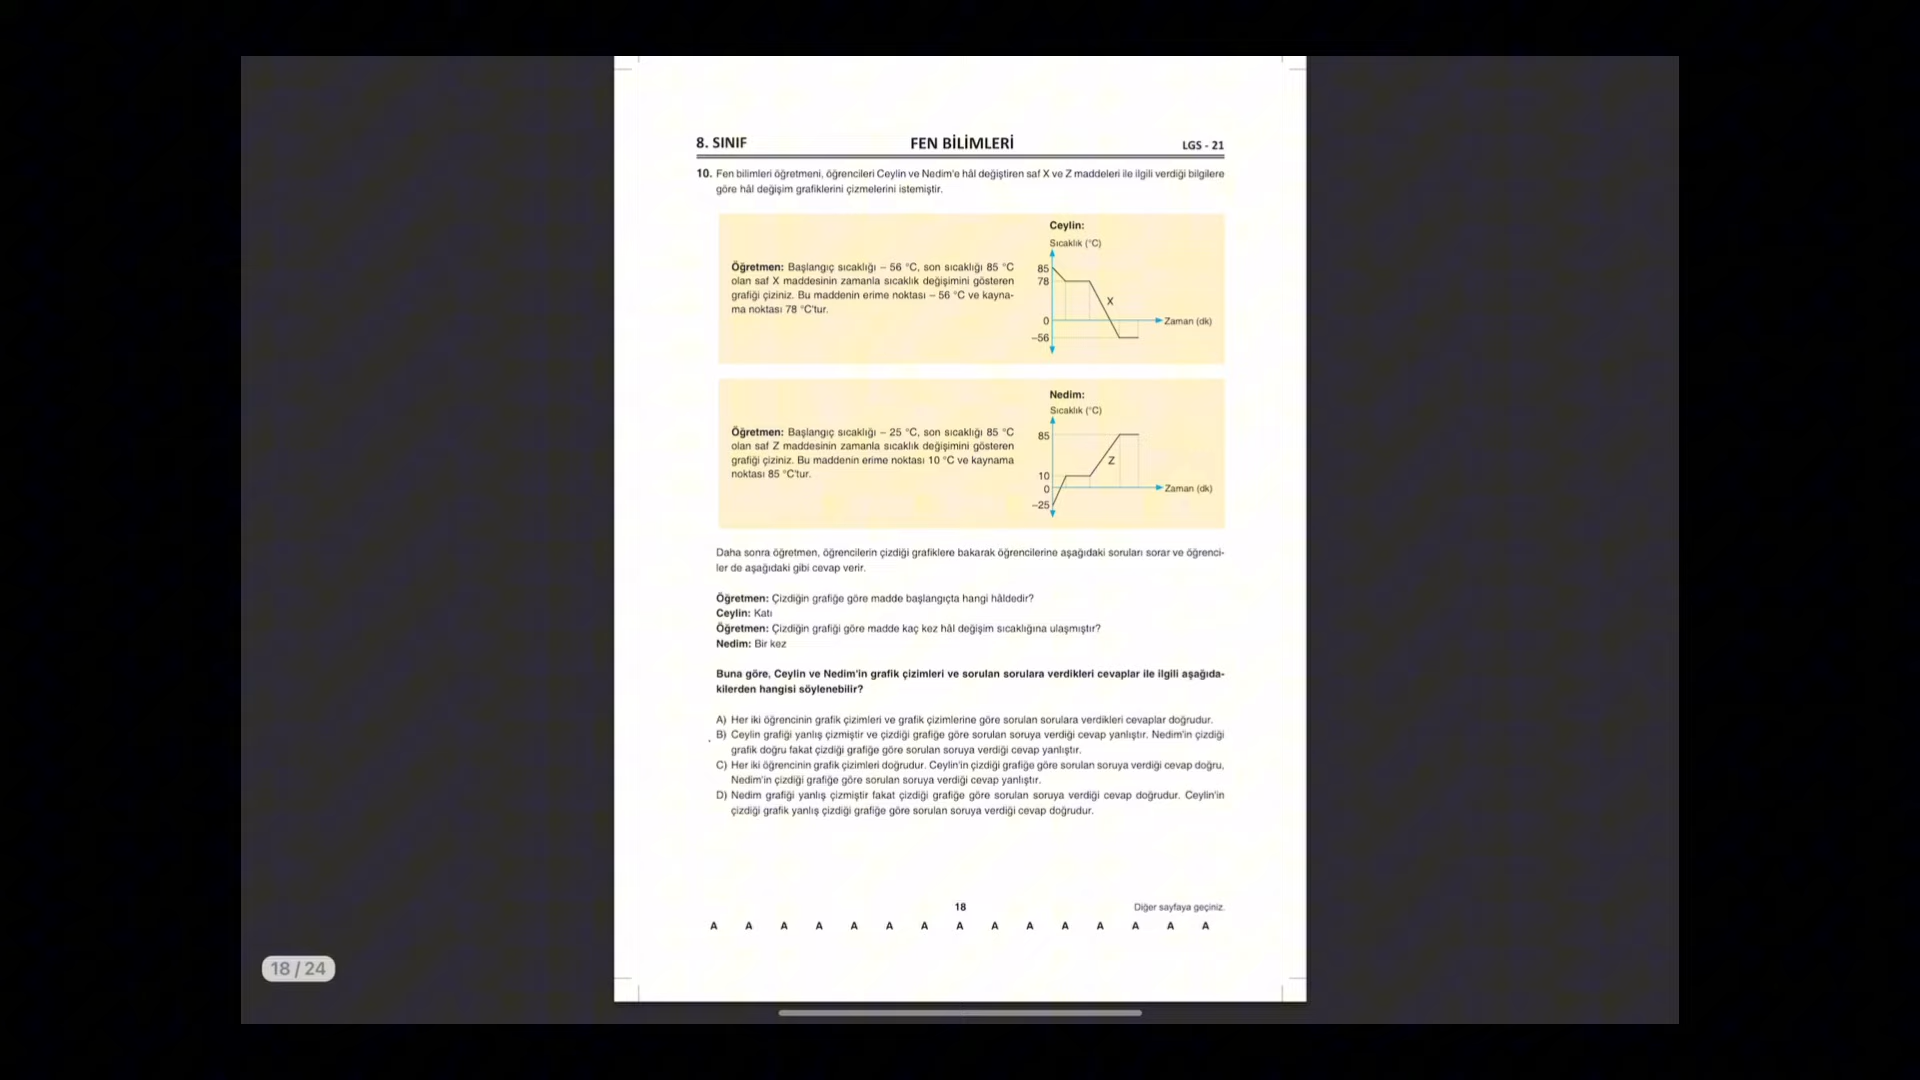 8. SINIF
FEN BİLİMLERİ
LGS - 21
10. Fen bilimleri öğretmeni, öğrencileri Ceylin ve Nedim'e hâl değiştiren saf X ve Z maddeleri ile ilgili verdiği bilgilere
göre hâl değişim grafiklerini çizmelerini istemiştir.
Öğretmen: Başlangıç sıcaklığı – 56 °C, son sıcaklığı 85 °C
olan saf X maddesinin zamanla sıcaklık değişimini gösteren
grafiği çiziniz. Bu maddenin erime noktası – 56 °C ve kayna-
ma noktası 78 °C'tur.
Ceylin:
Sıcaklık (°C)
85
78
X
0
Zaman (dk)
–56
Öğretmen: Başlangıç sıcaklığı – 25 °C, son sıcaklığı 85 °C
olan saf Z maddesinin zamanla sıcaklık değişimini gösteren
grafiği çiziniz. Bu maddenin erime noktası 10 °C ve kaynama
noktası 85 °C'tur.
Nedim:
Sıcaklık (°C)
85
Z
10
0
Zaman (dk)
–25
Daha sonra öğretmen, öğrencilerin çizdiği grafiklere bakarak öğrencilerine aşağıdaki soruları sorar ve öğrenci-
ler de aşağıdaki gibi cevap verir.
Öğretmen: Çizdiğin grafiğe göre madde başlangıçta hangi hâldedir?
Ceylin: Katı
Öğretmen: Çizdiğin grafiği göre madde kaç kez hâl değişim sıcaklığına ulaşmıştır?
Nedim: Bir kez
Buna göre, Ceylin ve Nedim'in grafik çizimleri ve sorulan sorulara verdikleri cevaplar ile ilgili aşağıda-
kilerden hangisi söylenebilir?
A) Her iki öğrencinin grafik çizimleri ve grafik çizimlerine göre sorulan sorulara verdikleri cevaplar doğrudur.
B) Ceylin grafiği yanlış çizmiştir ve çizdiği grafiğe göre sorulan soruya verdiği cevap yanlıştır. Nedim'in çizdiği
grafik doğru fakat çizdiği grafiğe göre sorulan soruya verdiği cevap yanlıştır.
C) Her iki öğrencinin grafik çizimleri doğrudur. Ceylin'in çizdiği grafiğe göre sorulan soruya verdiği cevap doğru,
Nedim'in çizdiği grafiğe göre sorulan soruya verdiği cevap yanlıştır.
D) Nedim grafiği yanlış çizmiştir fakat çizdiği grafiğe göre sorulan soruya verdiği cevap doğrudur. Ceylin'in
çizdiği grafik yanlış çizdiği grafiğe göre sorulan soruya verdiği cevap doğrudur.
18
Diğer sayfaya geçiniz.
A A A A A A A A A A A A A A A
18 / 24